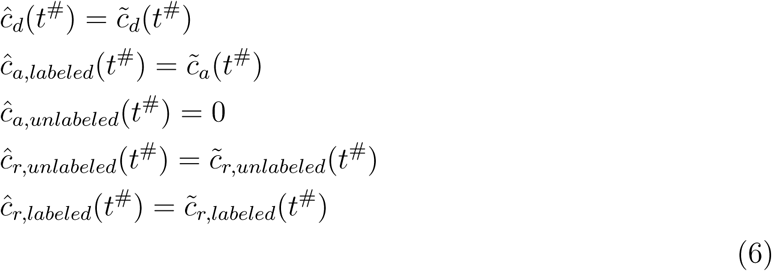 ĉ_d(t^#) = c̃_d(t^#)
ĉ_{a,labeled}(t^#) = c̃_a(t^#)
ĉ_{a,unlabeled}(t^#) = 0
ĉ_{r,unlabeled}(t^#) = c̃_{r,unlabeled}(t^#)
ĉ_{r,labeled}(t^#) = c̃_{r,labeled}(t^#)
(6)